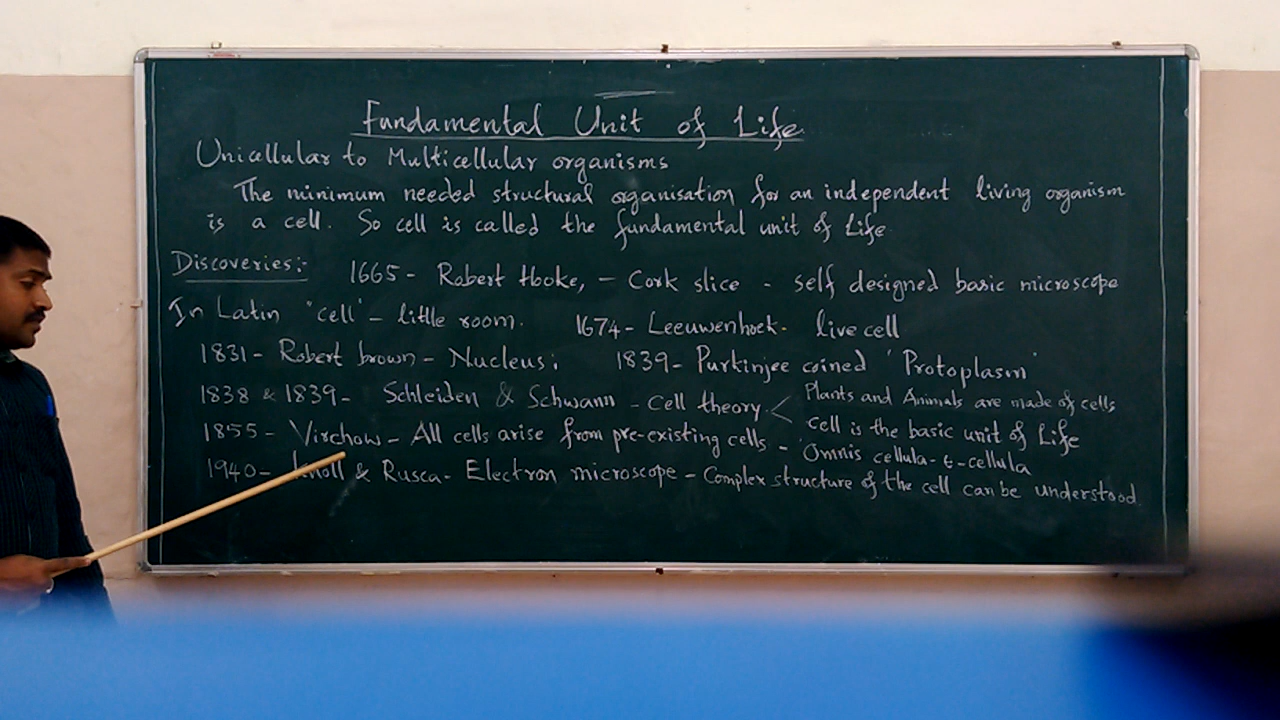 Fundamental Unit of Life
Unicellular to Multicellular organisms
The minimum needed structural organisation for an independent living organism
is a cell. So cell is called the fundamental unit of Life
Discoveries:- 1665- Robert Hooke, - Cork slice - self designed basic microscope
In Latin "cell" - little room. 1674- Leeuwenhoek- live cell
1831- Robert brown - Nucleus; 1839- Purkinjee coined 'Protoplasm'
1838 & 1839- Schleiden & Schwann - Cell theory < Plants and Animals are made of cells
cell is the basic unit of Life
1855- Virchow - All cells arise from pre-existing cells - 'Omnis cellula-e-cellula
1940- Knoll & Rusca- Electron microscope - Complex structure of the cell can be understood